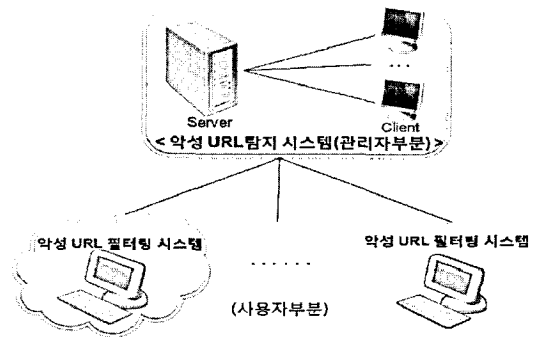 ...
Server
Client
< 악성 URL탐지 시스템(관리자부분) >
악성 URL 필터링 시스템
악성 URL 필터링 시스템
......
(사용자부분)